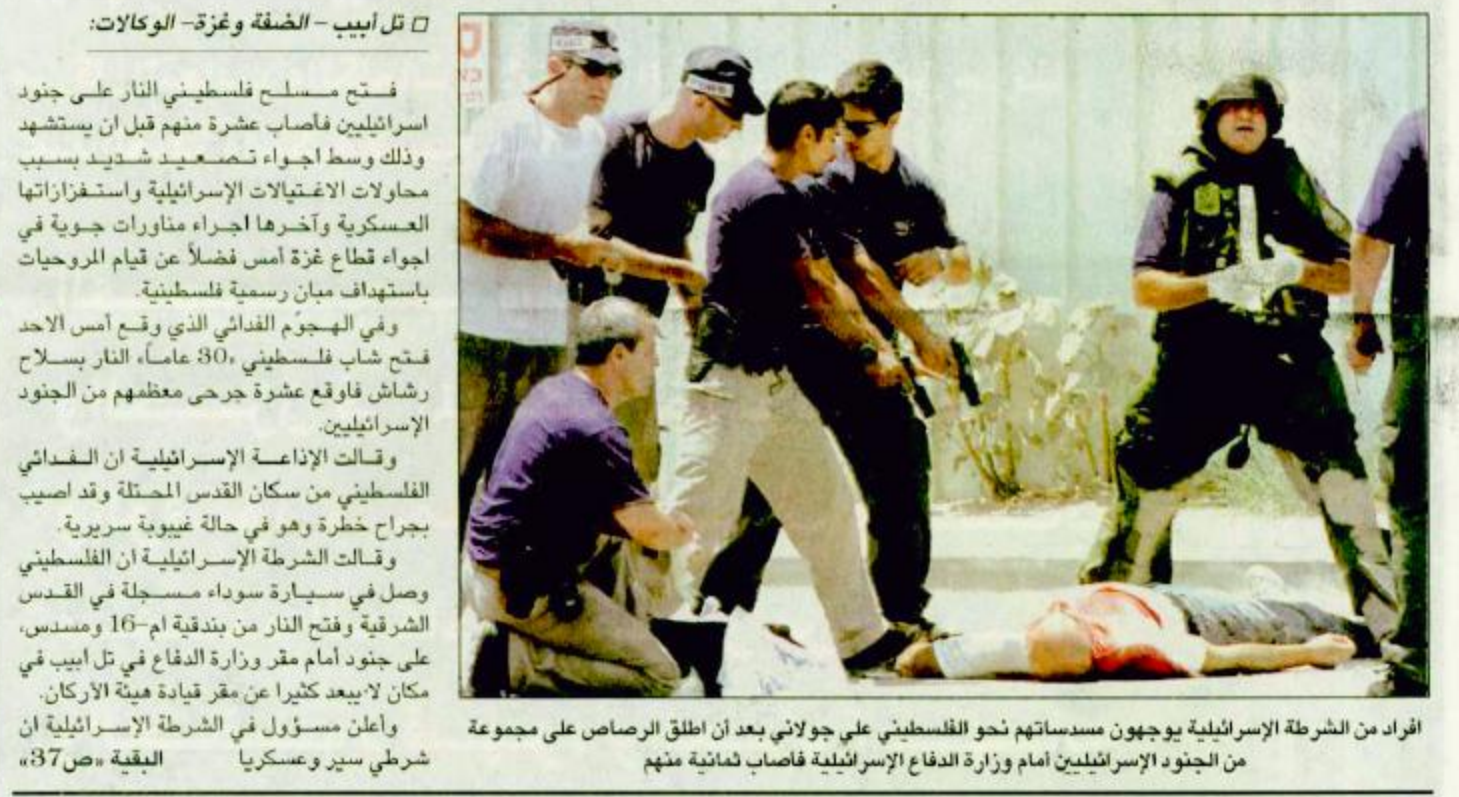 □ تل أبيب – الضفة وغزة– الوكالات:
فتح مسلح فلسطيني النار على جنود
اسرائيليين فأصاب عشرة منهم قبل ان يستشهد
وذلك وسط اجواء تصعيد شديد بسبب
محاولات الاغتيالات الإسرائيلية واستفزازاتها
العسكرية وآخرها اجراء مناورات جوية في
اجواء قطاع غزة أمس فضلاً عن قيام المروحيات
باستهداف مبان رسمية فلسطينية.
وفي الهجوم الفدائي الذي وقع أمس الاحد
فتح شاب فلسطيني «30 عاماً» النار بسلاح
رشاش فاوقع عشرة جرحى معظمهم من الجنود
الإسرائيليين.
وقالت الإذاعة الإسرائيلية ان الفدائي
الفلسطيني من سكان القدس المحتلة وقد اصيب
بجراح خطرة وهو في حالة غيبوبة سريرية.
وقالت الشرطة الإسرائيلية ان الفلسطيني
وصل في سيارة سوداء مسجلة في القدس
الشرقية وفتح النار من بندقية ام–16 ومسدس،
على جنود أمام مقر وزارة الدفاع في تل أبيب في
مكان لا يبعد كثيرا عن مقر قيادة هيئة الأركان.
وأعلن مسؤول في الشرطة الإسرائيلية ان
شرطي سير وعسكريا البقية «ص37»
افراد من الشرطة الإسرائيلية يوجهون مسدساتهم نحو الفلسطيني علي جولاني بعد أن اطلق الرصاص على مجموعة
من الجنود الإسرائيليين أمام وزارة الدفاع الإسرائيلية فأصاب ثمانية منهم